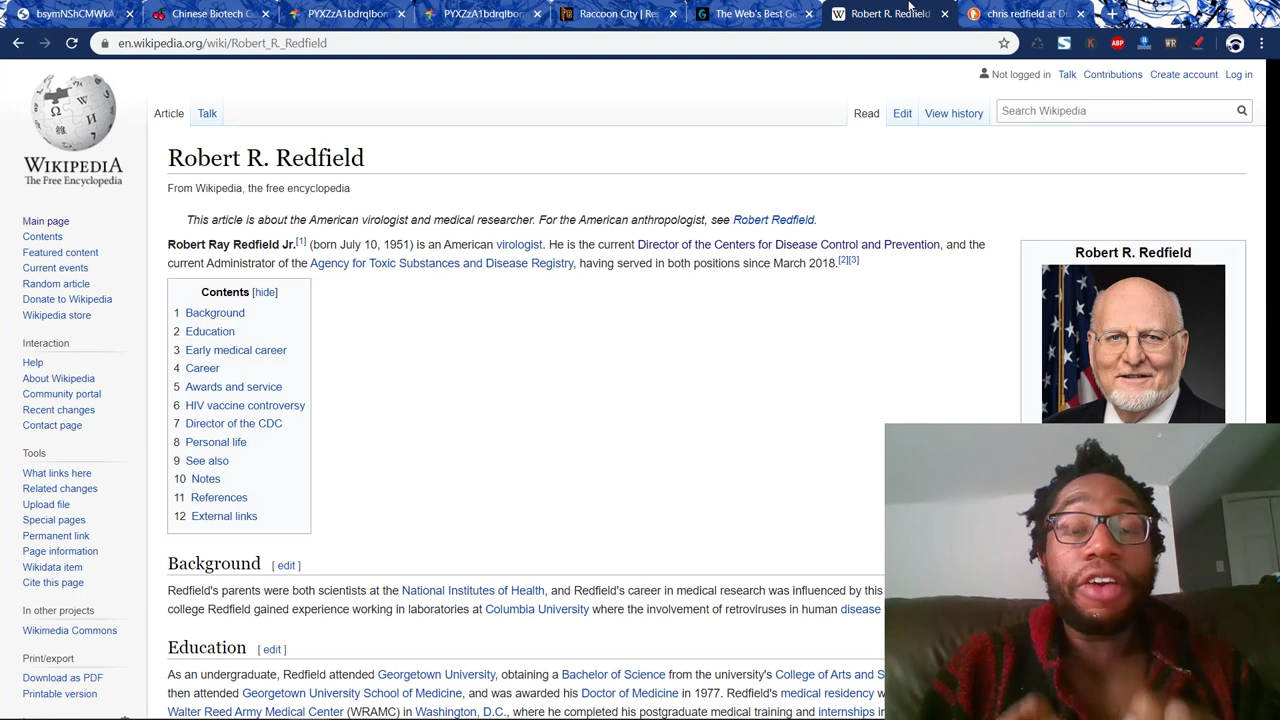 bsymNShCMWkA
Chinese Biotech C
PYXZzA1bdrqIbon
PYXZzA1bdrqIbon
Raccoon City | Res
The Web's Best Ge
Robert R. Redfield
chris redfield at D
en.wikipedia.org/wiki/Robert_R._Redfield
Not logged in Talk Contributions Create account Log in
Article Talk
Read Edit View history
Search Wikipedia
WIKIPEDIA
The Free Encyclopedia
Main page
Contents
Featured content
Current events
Random article
Donate to Wikipedia
Wikipedia store
Interaction
Help
About Wikipedia
Community portal
Recent changes
Contact page
Tools
What links here
Related changes
Upload file
Special pages
Permanent link
Page information
Wikidata item
Cite this page
In other projects
Wikimedia Commons
Print/export
Download as PDF
Printable version
Robert R. Redfield
From Wikipedia, the free encyclopedia
This article is about the American virologist and medical researcher. For the American anthropologist, see Robert Redfield.
Robert Ray Redfield Jr.[1] (born July 10, 1951) is an American virologist. He is the current Director of the Centers for Disease Control and Prevention, and the
current Administrator of the Agency for Toxic Substances and Disease Registry, having served in both positions since March 2018.[2][3]
Contents [hide]
1 Background
2 Education
3 Early medical career
4 Career
5 Awards and service
6 HIV vaccine controversy
7 Director of the CDC
8 Personal life
9 See also
10 Notes
11 References
12 External links
Robert R. Redfield
Background [ edit ]
Redfield's parents were both scientists at the National Institutes of Health, and Redfield's career in medical research was influenced by this
college Redfield gained experience working in laboratories at Columbia University where the involvement of retroviruses in human disease
Education [ edit ]
As an undergraduate, Redfield attended Georgetown University, obtaining a Bachelor of Science from the university's College of Arts and S
then attended Georgetown University School of Medicine, and was awarded his Doctor of Medicine in 1977. Redfield's medical residency w
Walter Reed Army Medical Center (WRAMC) in Washington, D.C., where he completed his postgraduate medical training and internships in